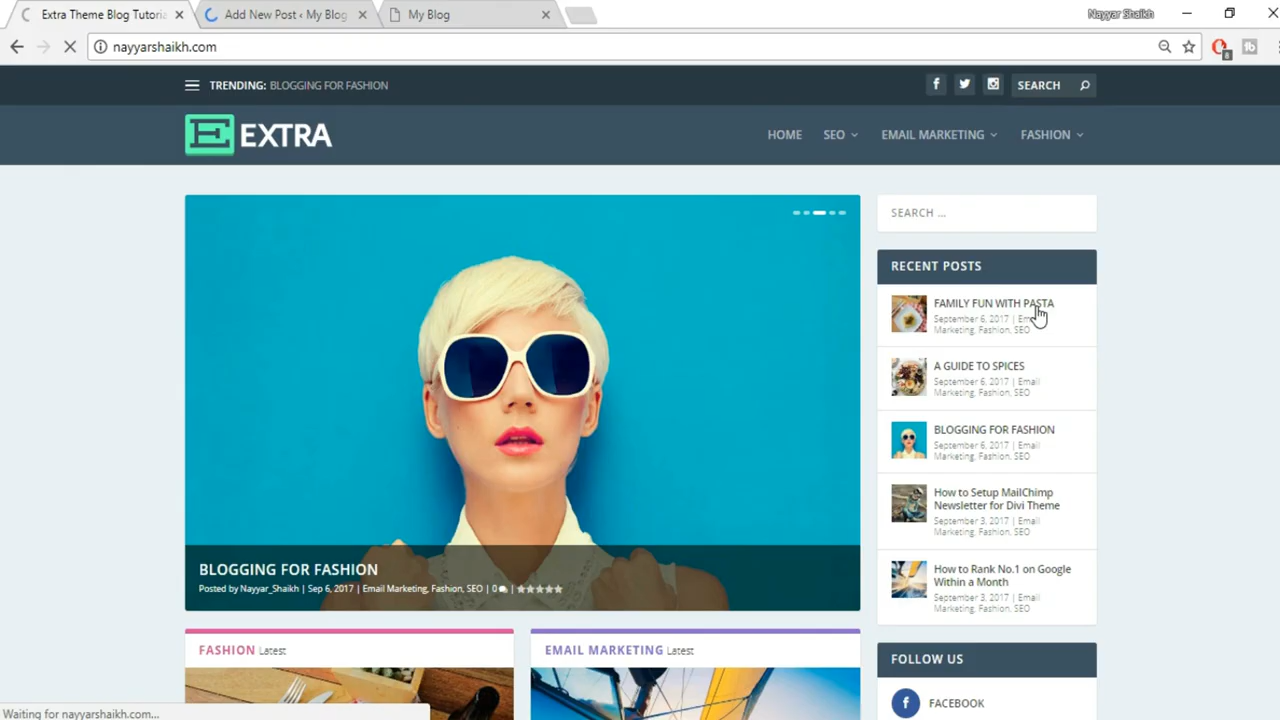 Extra Theme Blog Tutoria
Add New Post ‹ My Blog
My Blog
Nayyar Shaikh
nayyarshaikh.com
8
TRENDING: BLOGGING FOR FASHION
SEARCH
E EXTRA
HOME
SEO
EMAIL MARKETING
FASHION
SEARCH ...
RECENT POSTS
FAMILY FUN WITH PASTA
September 6, 2017 | Em
Marketing, Fashion, SEO
A GUIDE TO SPICES
September 6, 2017 | Email
Marketing, Fashion, SEO
BLOGGING FOR FASHION
September 6, 2017 | Email
Marketing, Fashion, SEO
How to Setup MailChimp
Newsletter for Divi Theme
September 3, 2017 | Email
Marketing, Fashion, SEO
How to Rank No.1 on Google
Within a Month
September 3, 2017 | Email
Marketing, Fashion, SEO
BLOGGING FOR FASHION
Posted by Nayyar_Shaikh | Sep 6, 2017 | Email Marketing, Fashion, SEO | 0 |
FASHION Latest
EMAIL MARKETING Latest
FOLLOW US
FACEBOOK
Waiting for nayyarshaikh.com...